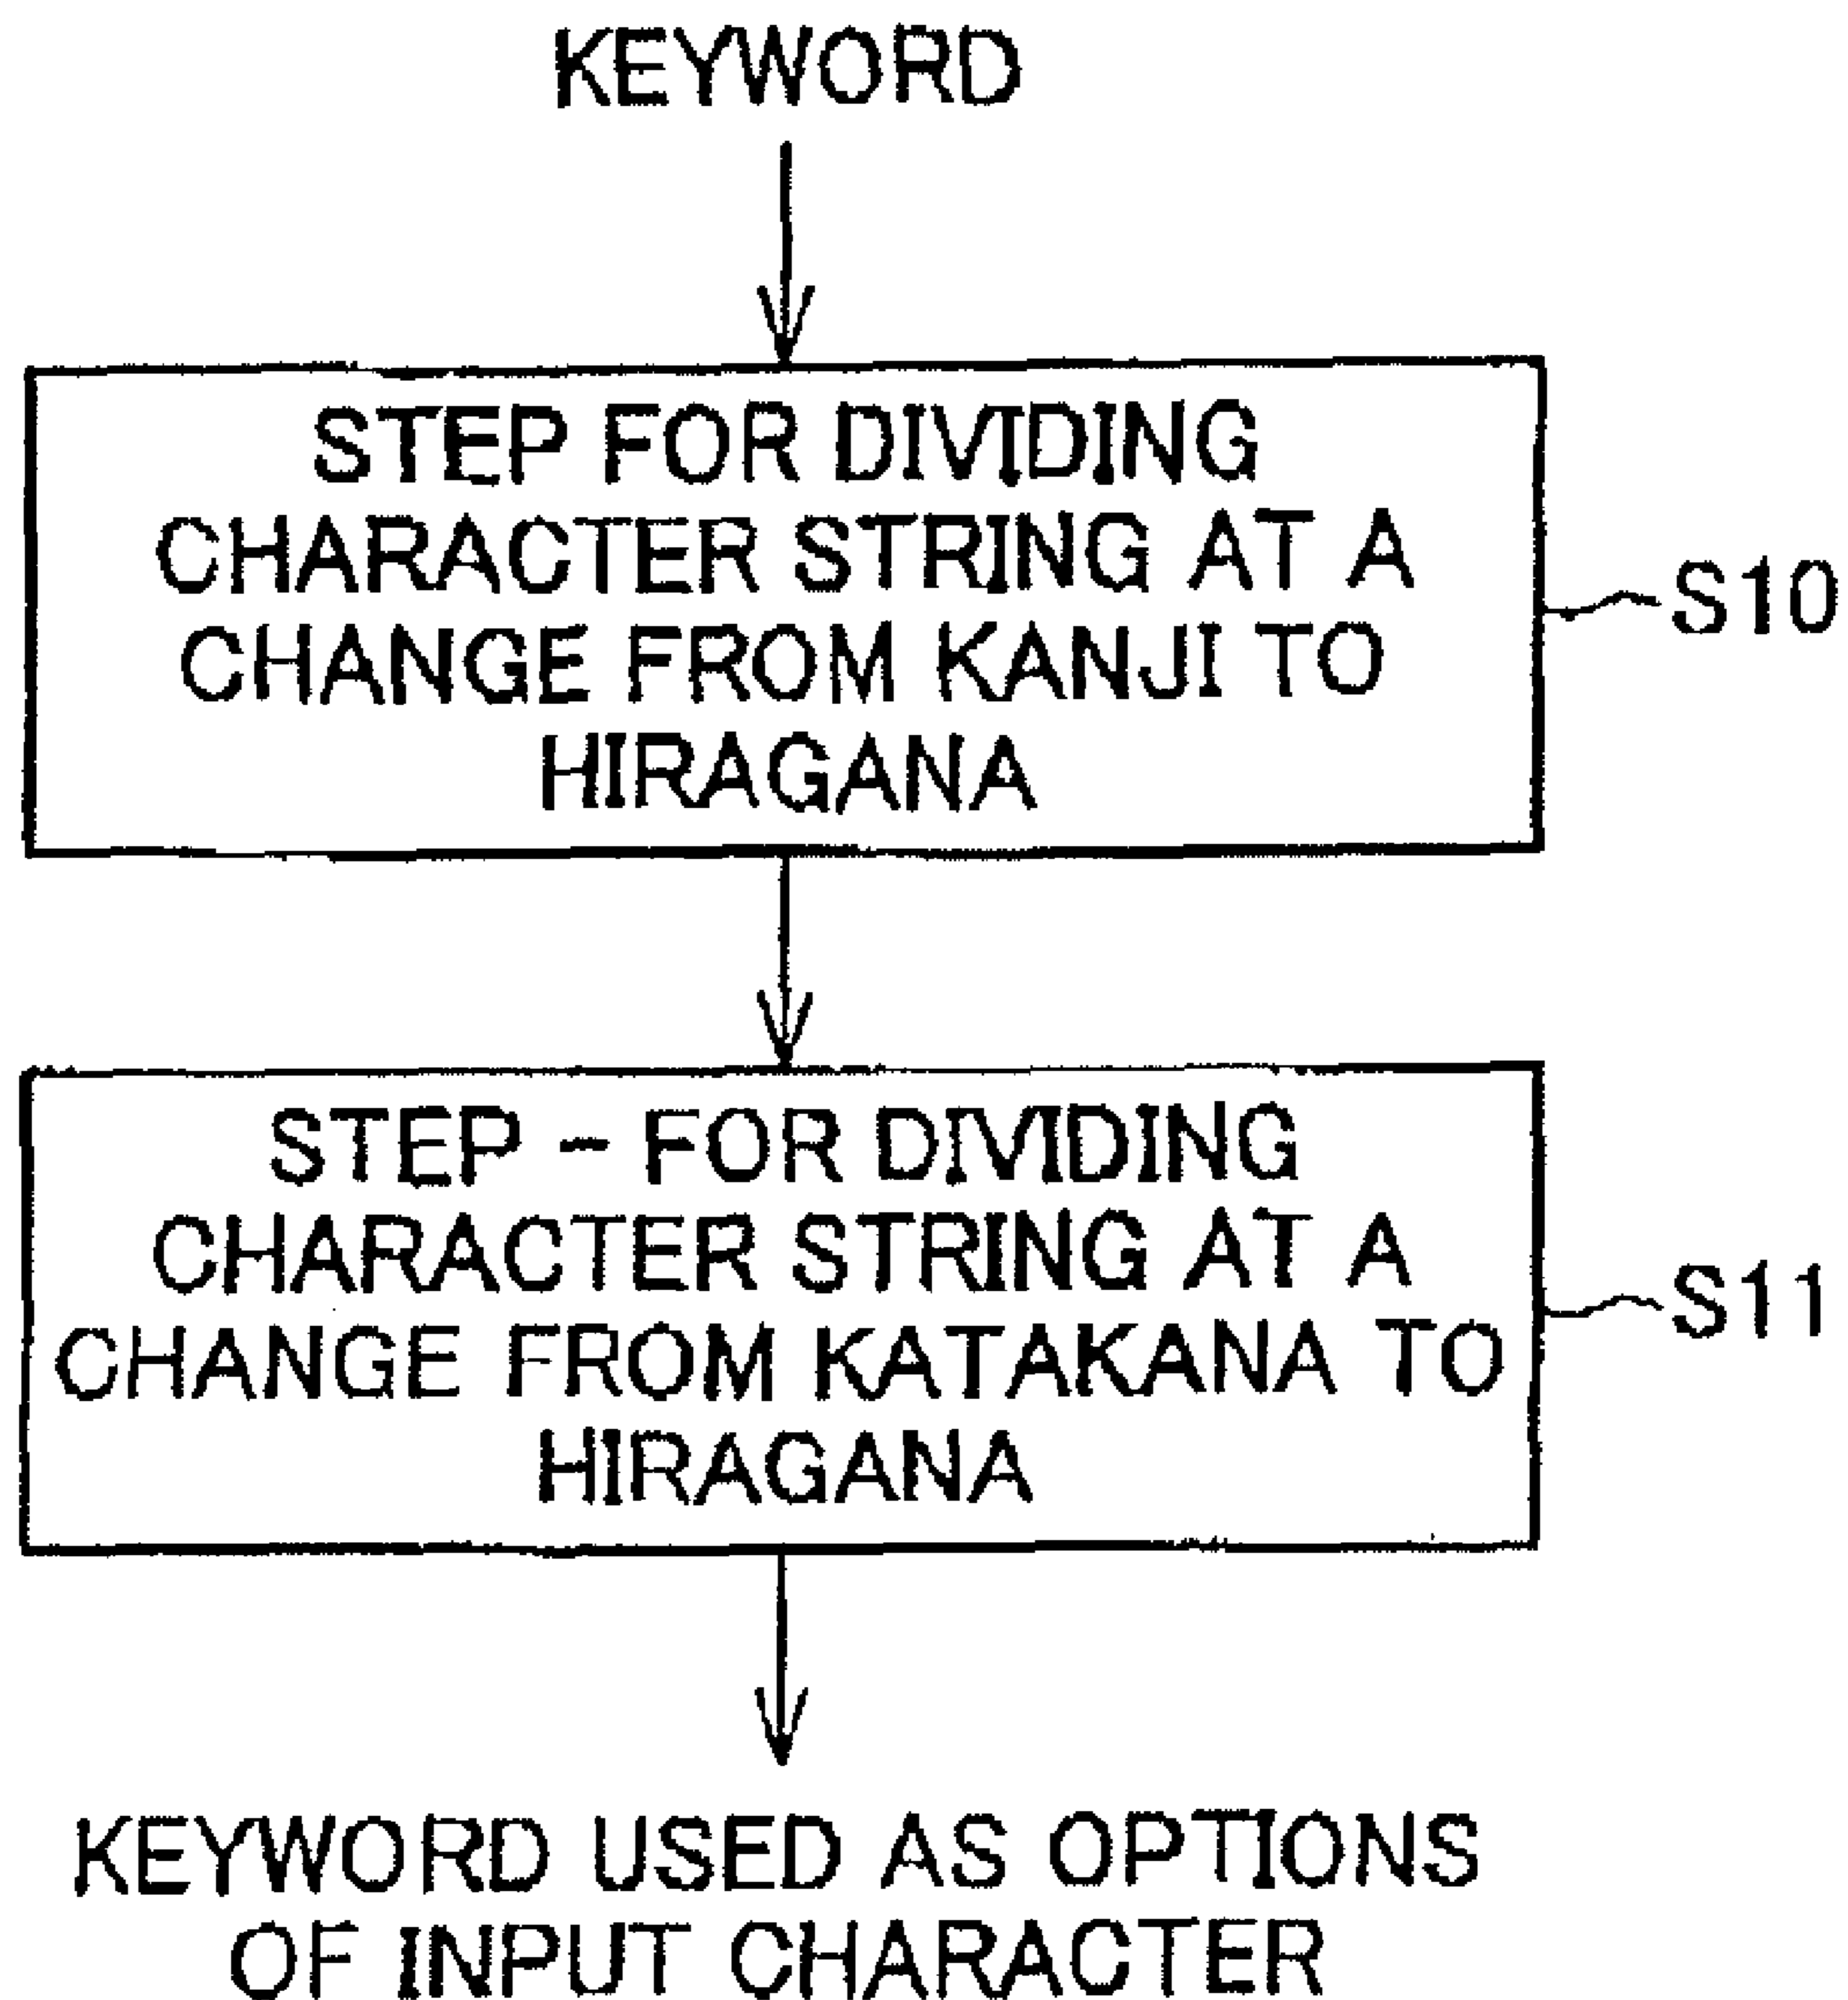 KEYWORD
STEP FOR DIVIDING
CHARACTER STRING AT A
CHANGE FROM KANJI TO
HIRAGANA
S10
STEP - FOR DIVIDING
CHARACTER STRING AT A
CHANGE FROM KATAKANA TO
HIRAGANA
S11
KEYWORD USED AS OPTIONS
OF INPUT CHARACTER